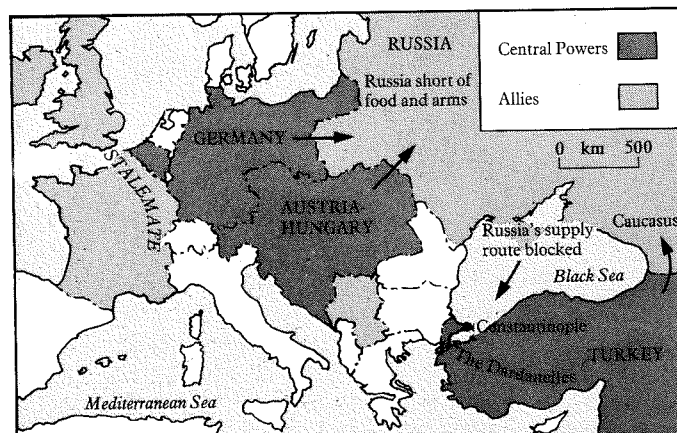 RUSSIA
Russia short of
food and arms
Central Powers
Allies
0 km 500
GERMANY
STALEMATE
AUSTRIA-
HUNGARY
Russia's supply
route blocked
Caucasus
Black Sea
Constantinople
The Dardanelles
TURKEY
Mediterranean Sea